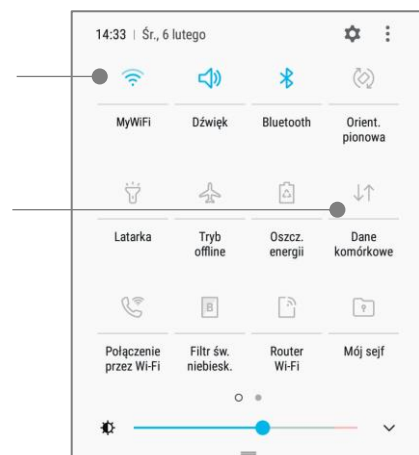 14:33 | Śr., 6 lutego
MyWiFi Dźwięk Bluetooth Orient. pionowa
Latarka Tryb offline Oszcz. energii Dane komórkowe
B
Połączenie przez Wi-Fi Filtr św. niebiesk. Router Wi-Fi Mój sejf